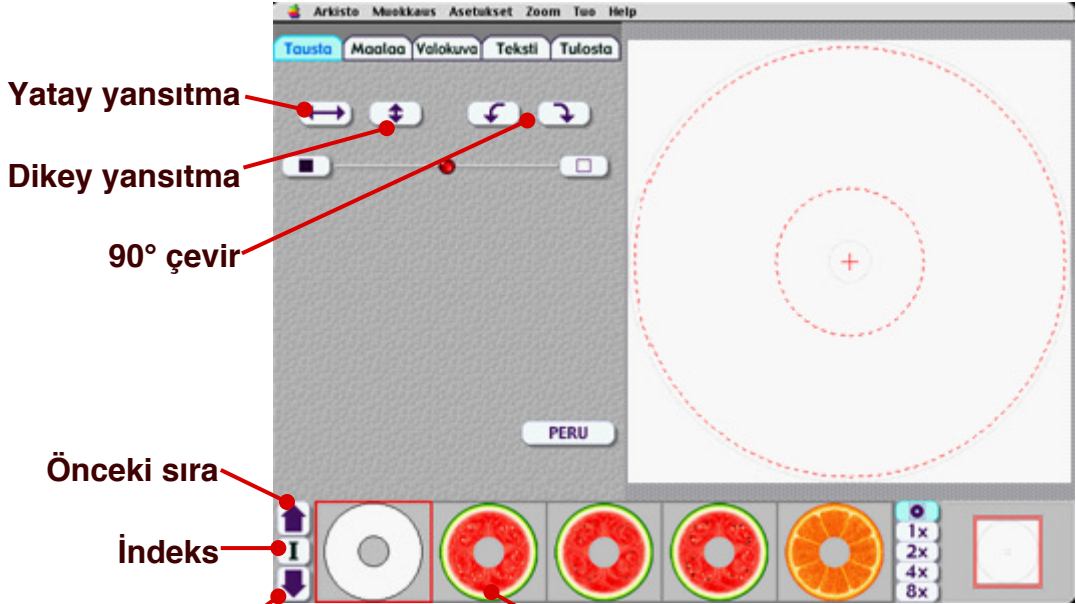 Arkisto Muokkaus Asetukset Zoom Tuo Help
Tausta Maalaa Valokuva Teksti Tulosta
Yatay yansıtma
Dikey yansıtma
90° çevir
PERU
Önceki sıra
İndeks
I
1x
2x
4x
8x